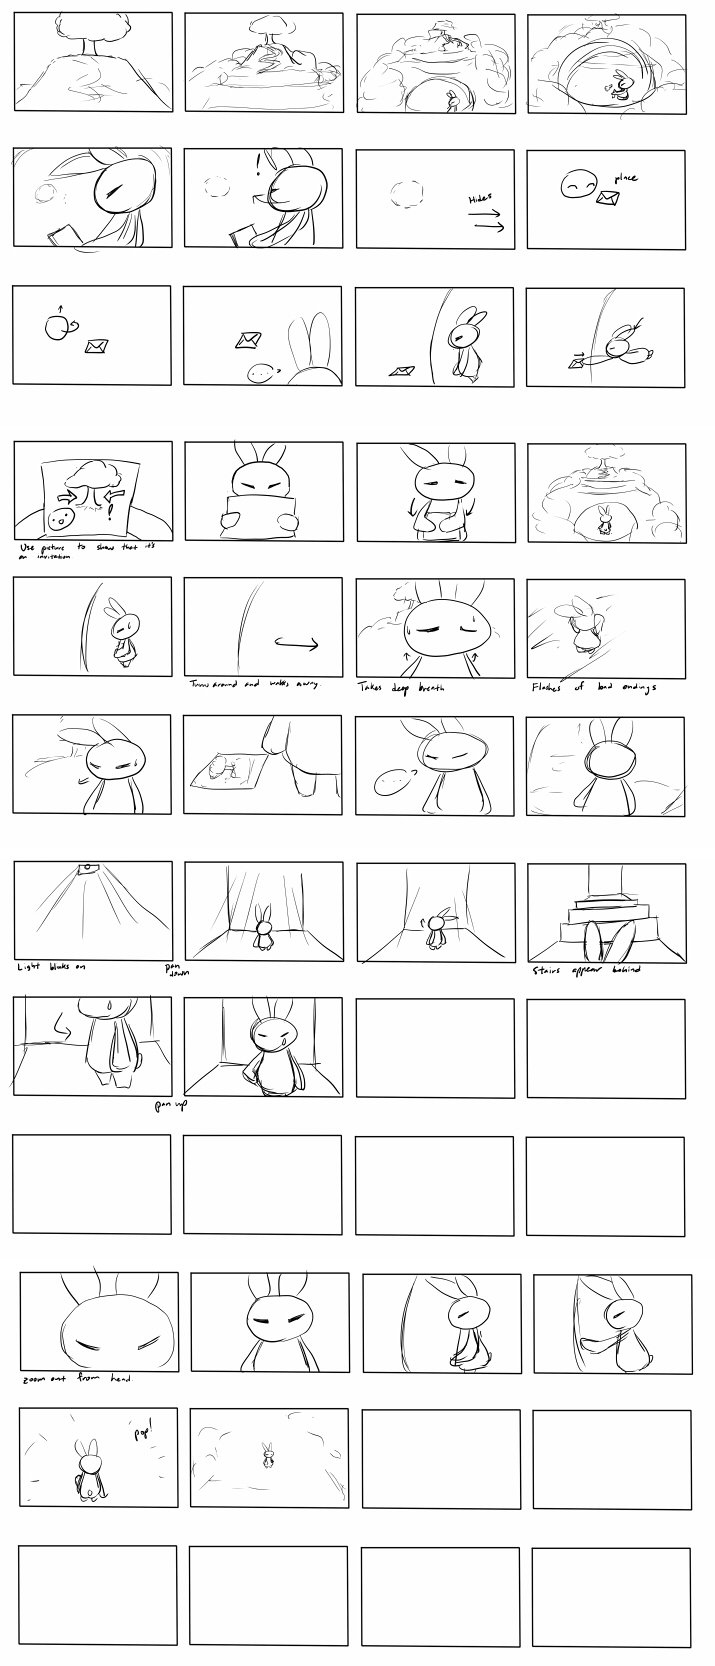 !
Hides
place
!
Use picture to show that it's
an invitation
Turns around and walks away
Takes deep breath
Flashes of bad endings
Light blinks on
pan
down
Stairs appear behind
pan up
zoom out from head.
pop!